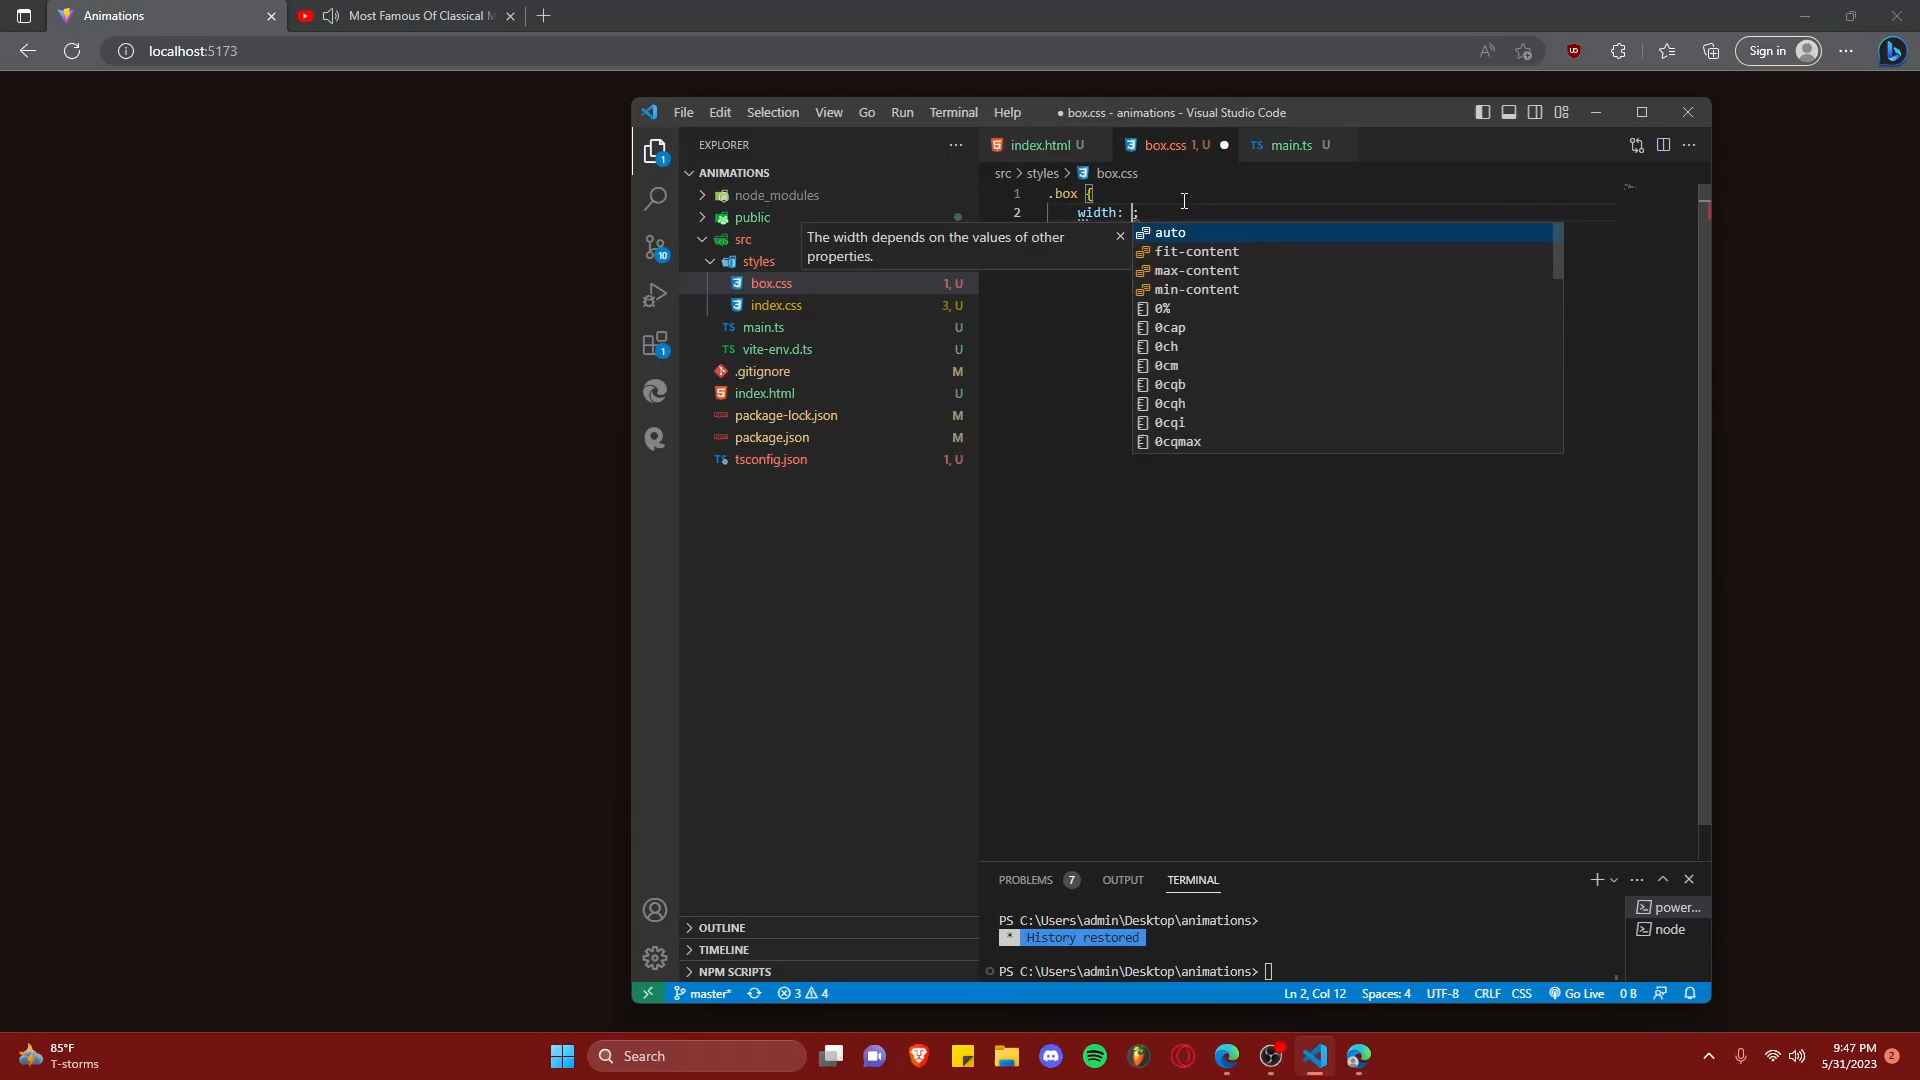 Animations
Most Famous Of Classical M
localhost:5173
Sign in
File Edit Selection View Go Run Terminal Help
● box.css - animations - Visual Studio Code
EXPLORER
index.html U
box.css 1, U
TS main.ts U
ANIMATIONS
src > styles > box.css
node_modules
1 .box {
public
2 width: ;
src
The width depends on the values of other
properties.
styles
box.css 1, U
index.css 3, U
TS main.ts U
TS vite-env.d.ts U
.gitignore M
index.html U
package-lock.json M
package.json M
tsconfig.json 1, U
auto
fit-content
max-content
min-content
0%
0cap
0ch
0cm
0cqb
0cqh
0cqi
0cqmax
PROBLEMS 7 OUTPUT TERMINAL
PS C:\Users\admin\Desktop\animations>
* History restored
PS C:\Users\admin\Desktop\animations>
power...
node
OUTLINE
TIMELINE
NPM SCRIPTS
master* 3 4
Ln 2, Col 12 Spaces: 4 UTF-8 CRLF CSS Go Live 0 B
85°F
T-storms
Search
9:47 PM
5/31/2023
2